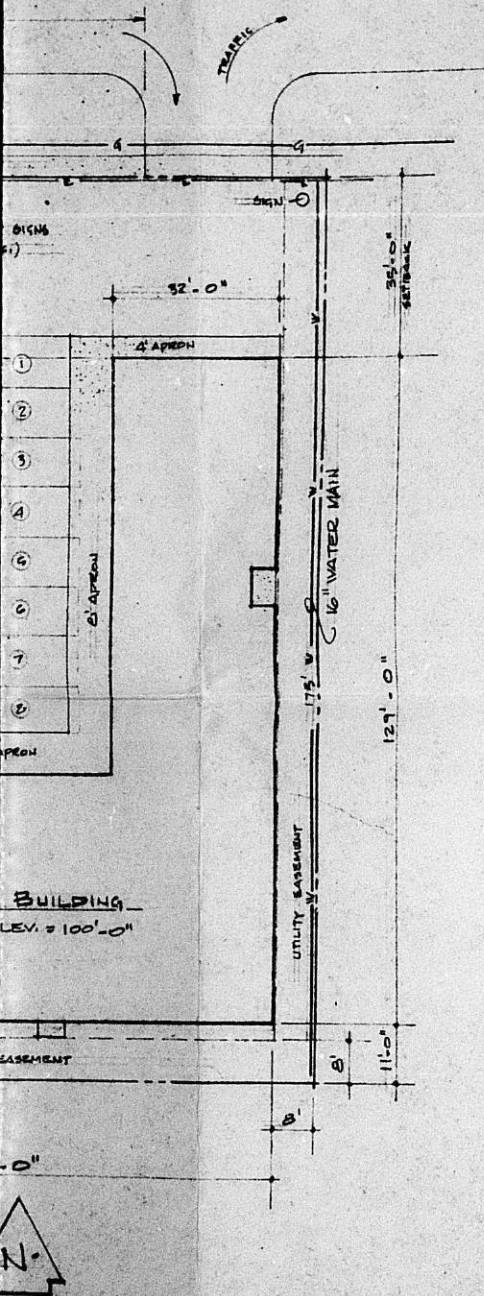 TRAFFIC
G
G
E
E
SIGN
SIGNS
35'-0"
SETBACK
32'-0"
4' APRON
W
1
2
3
4
5
6
7
8
8' APRON
W
16" WATER MAIN
175'
W
129'-0"
APRON
BUILDING
LEV. = 100'-0"
UTILITY EASEMENT
W
EASEMENT
8'
11'-0"
8'
-0"
N.